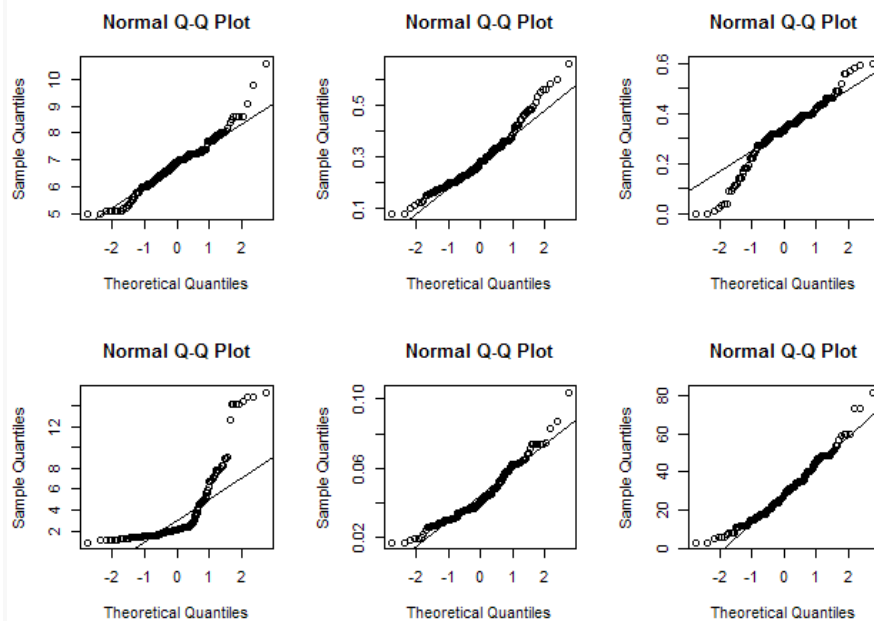 Normal Q-Q Plot
Normal Q-Q Plot
Normal Q-Q Plot
Sample Quantiles
5 6 7 8 9 10
-2 -1 0 1 2
Theoretical Quantiles
Sample Quantiles
0.1 0.3 0.5
-2 -1 0 1 2
Theoretical Quantiles
Sample Quantiles
0.0 0.2 0.4 0.6
-2 -1 0 1 2
Theoretical Quantiles
Normal Q-Q Plot
Normal Q-Q Plot
Normal Q-Q Plot
Sample Quantiles
2 4 6 8 12
-2 -1 0 1 2
Theoretical Quantiles
Sample Quantiles
0.02 0.06 0.10
-2 -1 0 1 2
Theoretical Quantiles
Sample Quantiles
0 20 40 60 80
-2 -1 0 1 2
Theoretical Quantiles